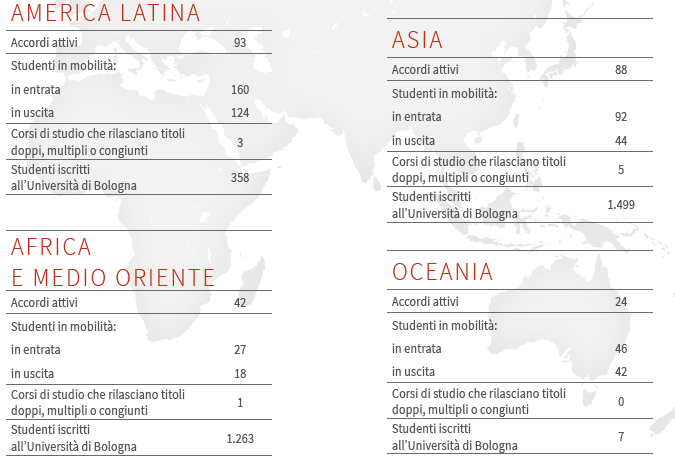 AMERICA LATINA
Accordi attivi 93
Studenti in mobilità:
in entrata 160
in uscita 124
Corsi di studio che rilasciano titoli
doppi, multipli o congiunti 3
Studenti iscritti
all’Università di Bologna 358
AFRICA
E MEDIO ORIENTE
Accordi attivi 42
Studenti in mobilità:
in entrata 27
in uscita 18
Corsi di studio che rilasciano titoli
doppi, multipli o congiunti 1
Studenti iscritti
all’Università di Bologna 1.263
ASIA
Accordi attivi 88
Studenti in mobilità:
in entrata 92
in uscita 44
Corsi di studio che rilasciano titoli
doppi, multipli o congiunti 5
Studenti iscritti
all’Università di Bologna 1.499
OCEANIA
Accordi attivi 24
Studenti in mobilità:
in entrata 46
in uscita 42
Corsi di studio che rilasciano titoli
doppi, multipli o congiunti 0
Studenti iscritti
all’Università di Bologna 7